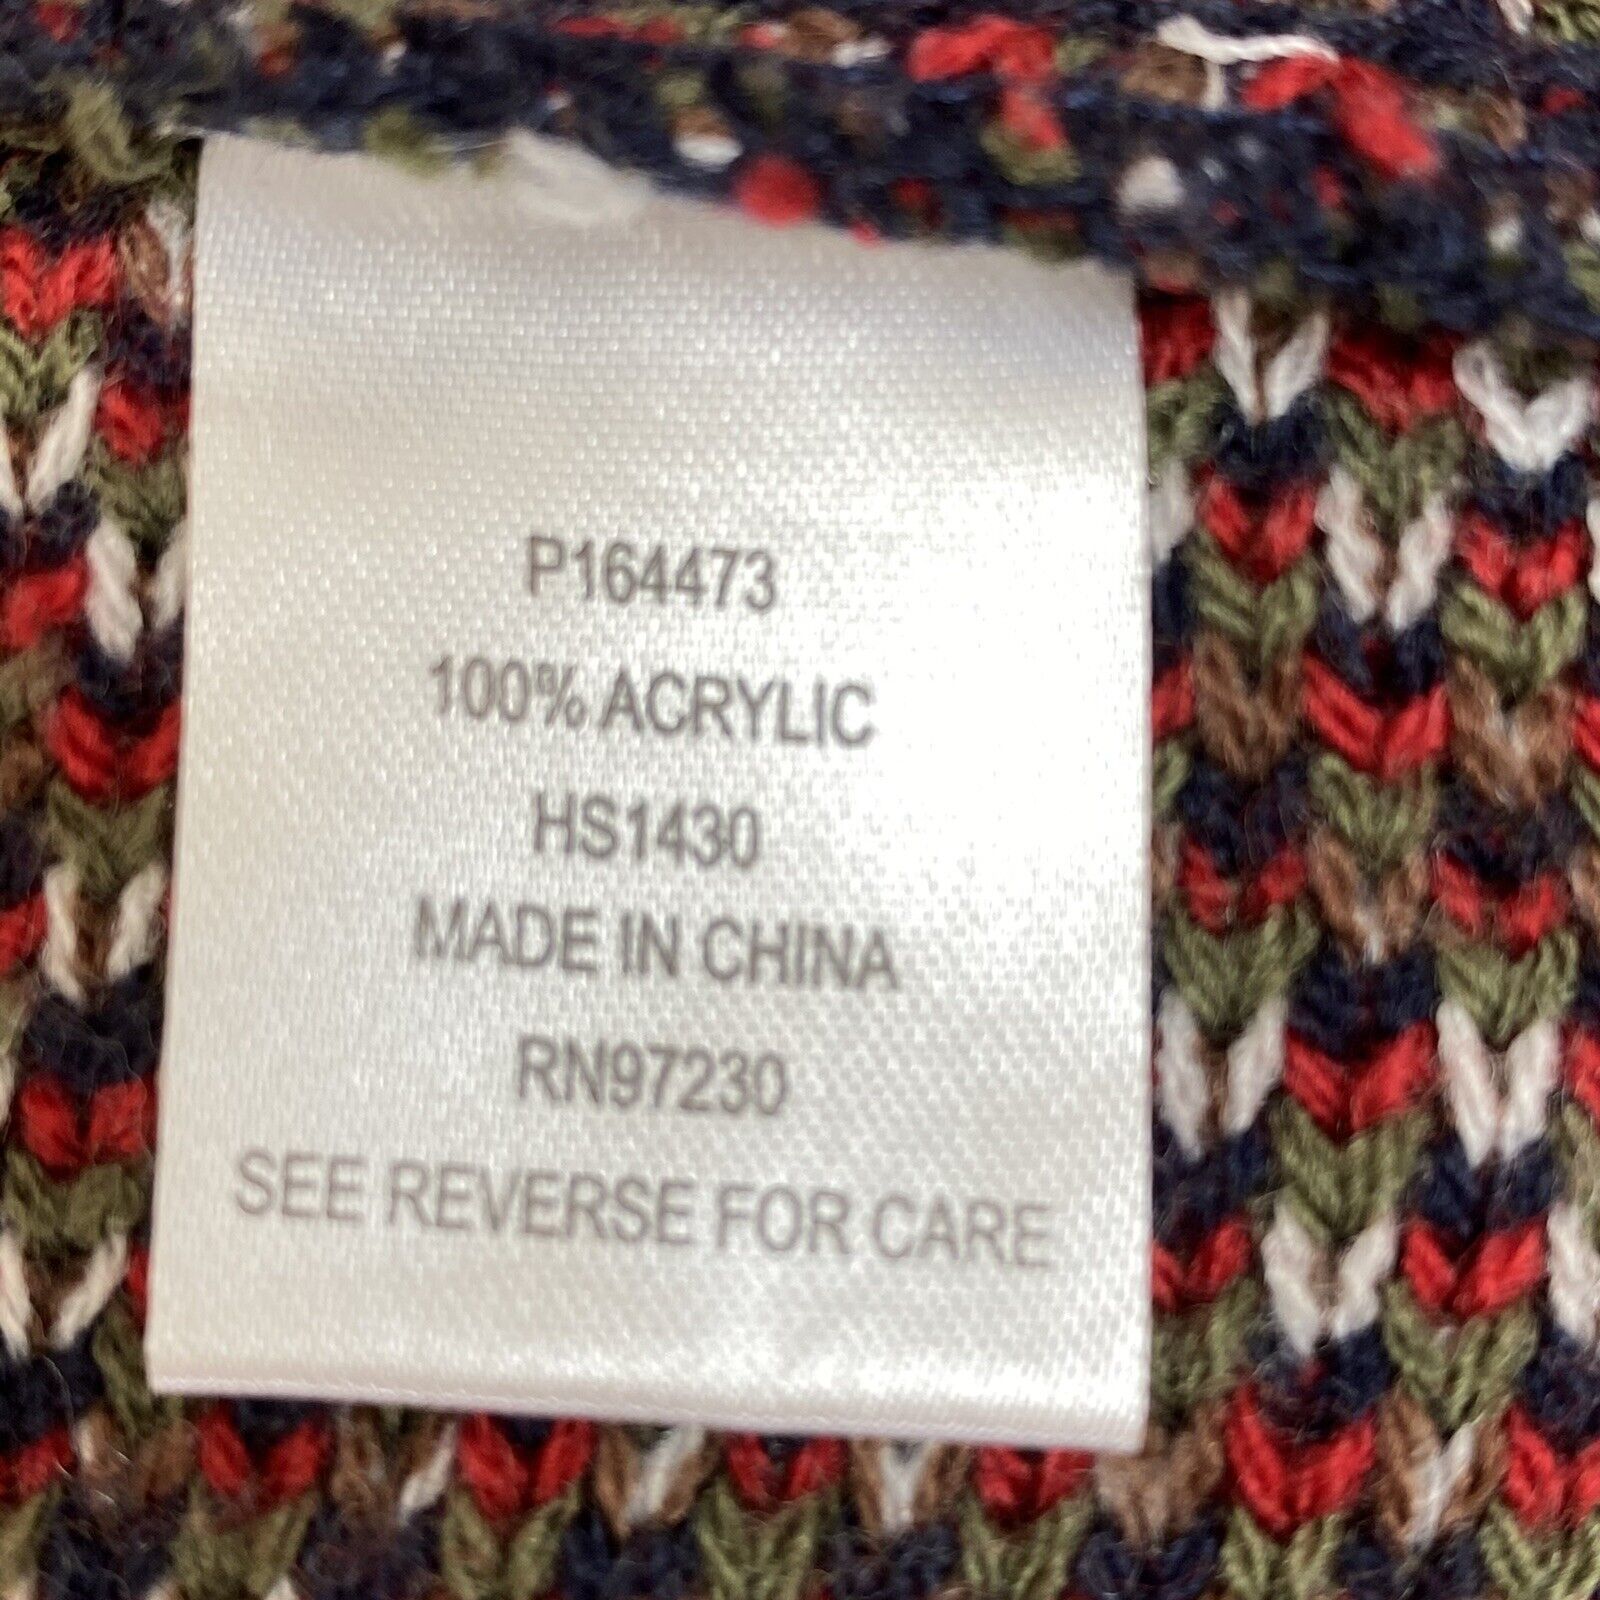 P164473
100% ACRYLIC
HS1430
MADE IN CHINA
RN97230
SEE REVERSE FOR CARE